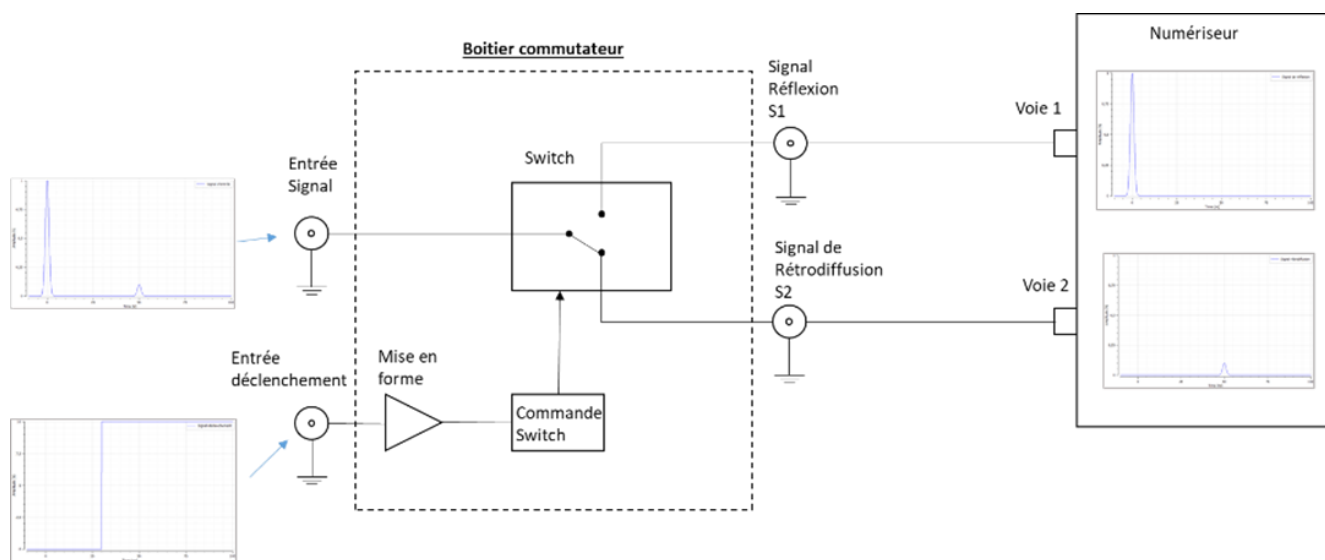 Boitier commutateur
Numériseur
Signal
Réflexion
S1
Voie 1
Entrée
Signal
Switch
Signal de
Rétrodiffusion
S2
Voie 2
Entrée
déclenchement
Mise en
forme
Commande
Switch